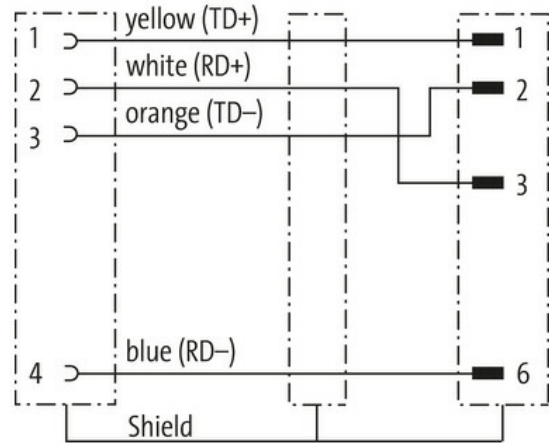 1 yellow (TD+) 1
2 white (RD+) 2
3 orange (TD–)
3
4 blue (RD–) 6
Shield